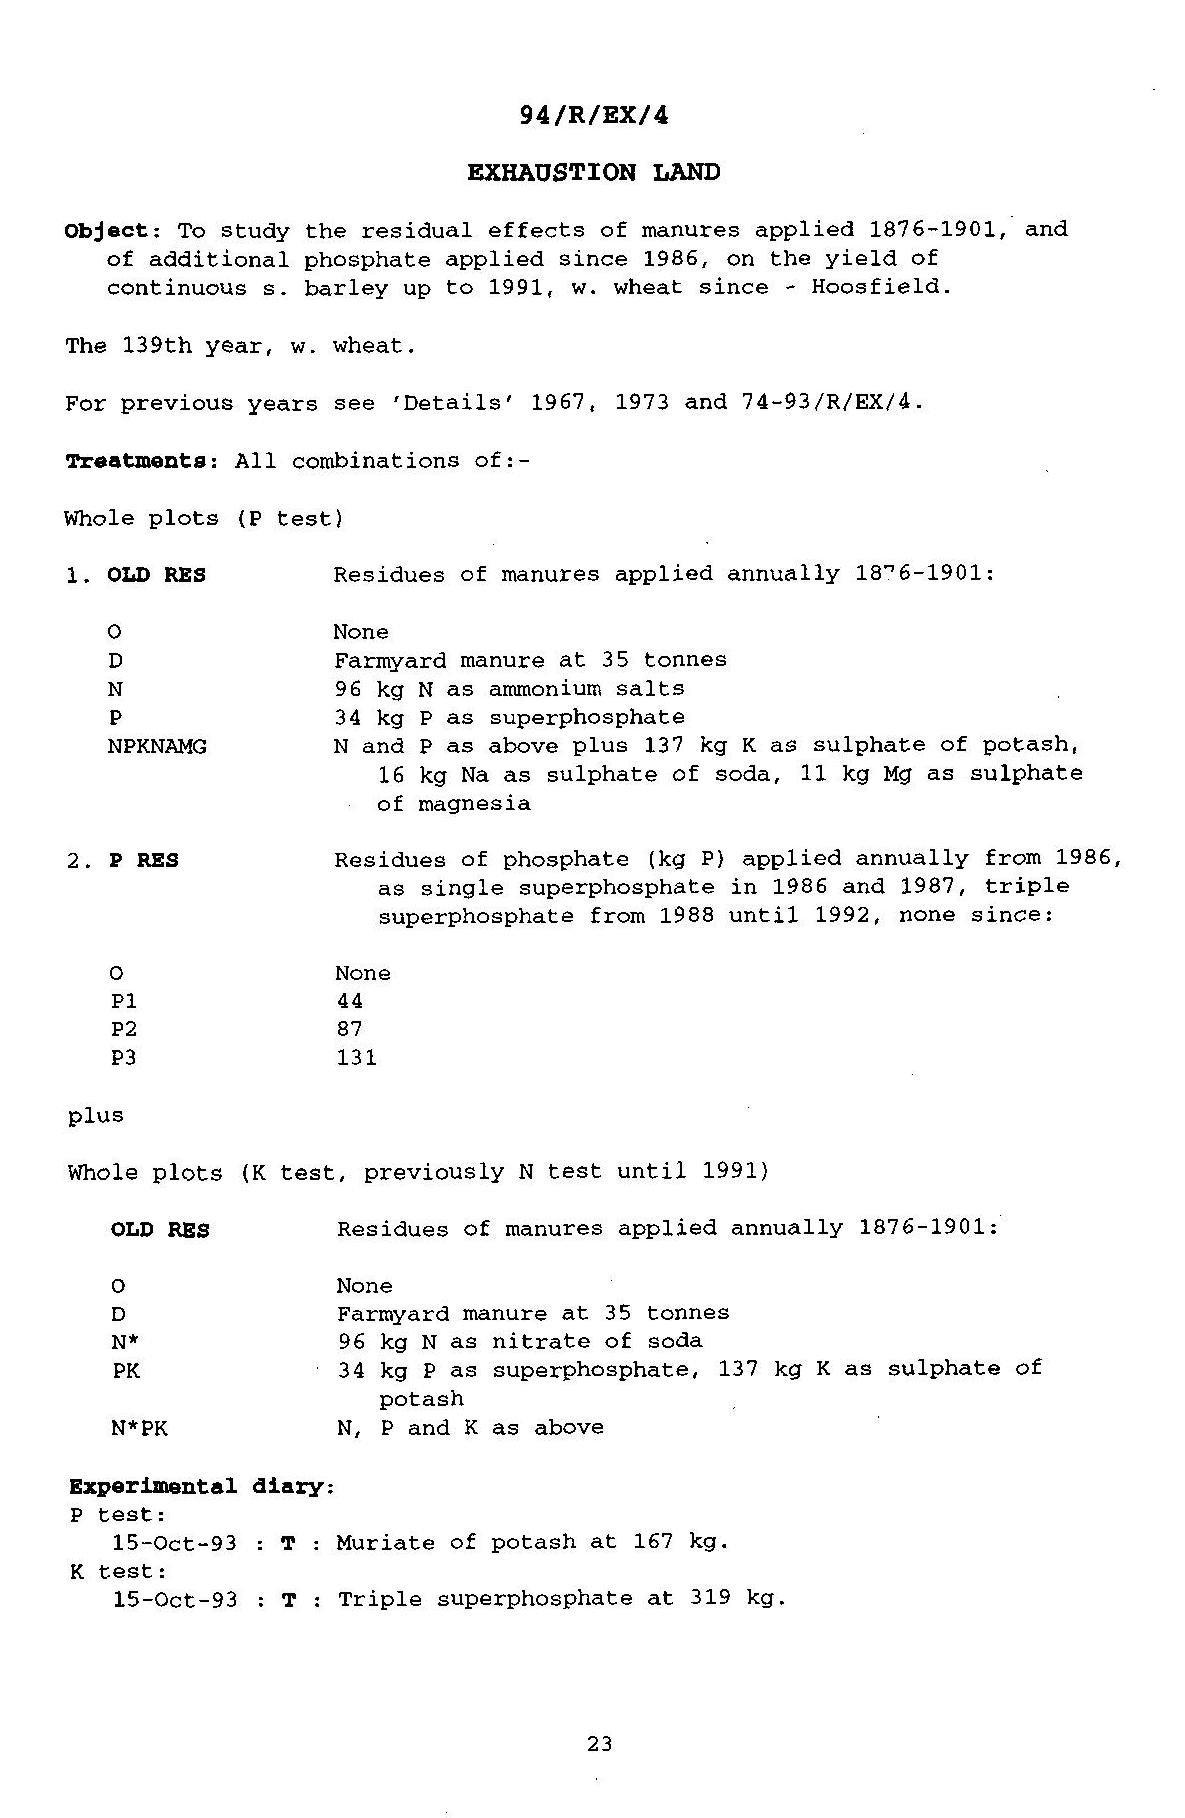 94/R/EX/4
EXHAUSTION LAND
Object: To study the residual effects of manures applied 1876-1901, and
of additional phosphate applied since 1986, on the yield of
continuous s. barley up to 1991, w. wheat since - Hoosfield.
The 139th year, w. wheat.
For previous years see 'Details' 1967, 1973 and 74-93/R/EX/4.
Treatments: All combinations of:-
Whole plots (P test)
1. OLD RES Residues of manures applied annually 1876-1901:
O None
D Farmyard manure at 35 tonnes
N 96 kg N as ammonium salts
P 34 kg P as superphosphate
NPKNAMG N and P as above plus 137 kg K as sulphate of potash,
16 kg Na as sulphate of soda, 11 kg Mg as sulphate
of magnesia
2. P RES Residues of phosphate (kg P) applied annually from 1986,
as single superphosphate in 1986 and 1987, triple
superphosphate from 1988 until 1992, none since:
O None
P1 44
P2 87
P3 131
plus
Whole plots (K test, previously N test until 1991)
OLD RES Residues of manures applied annually 1876-1901:
O None
D Farmyard manure at 35 tonnes
N* 96 kg N as nitrate of soda
PK 34 kg P as superphosphate, 137 kg K as sulphate of
potash
N*PK N, P and K as above
Experimental diary:
P test:
15-Oct-93 : T : Muriate of potash at 167 kg.
K test:
15-Oct-93 : T : Triple superphosphate at 319 kg.
23